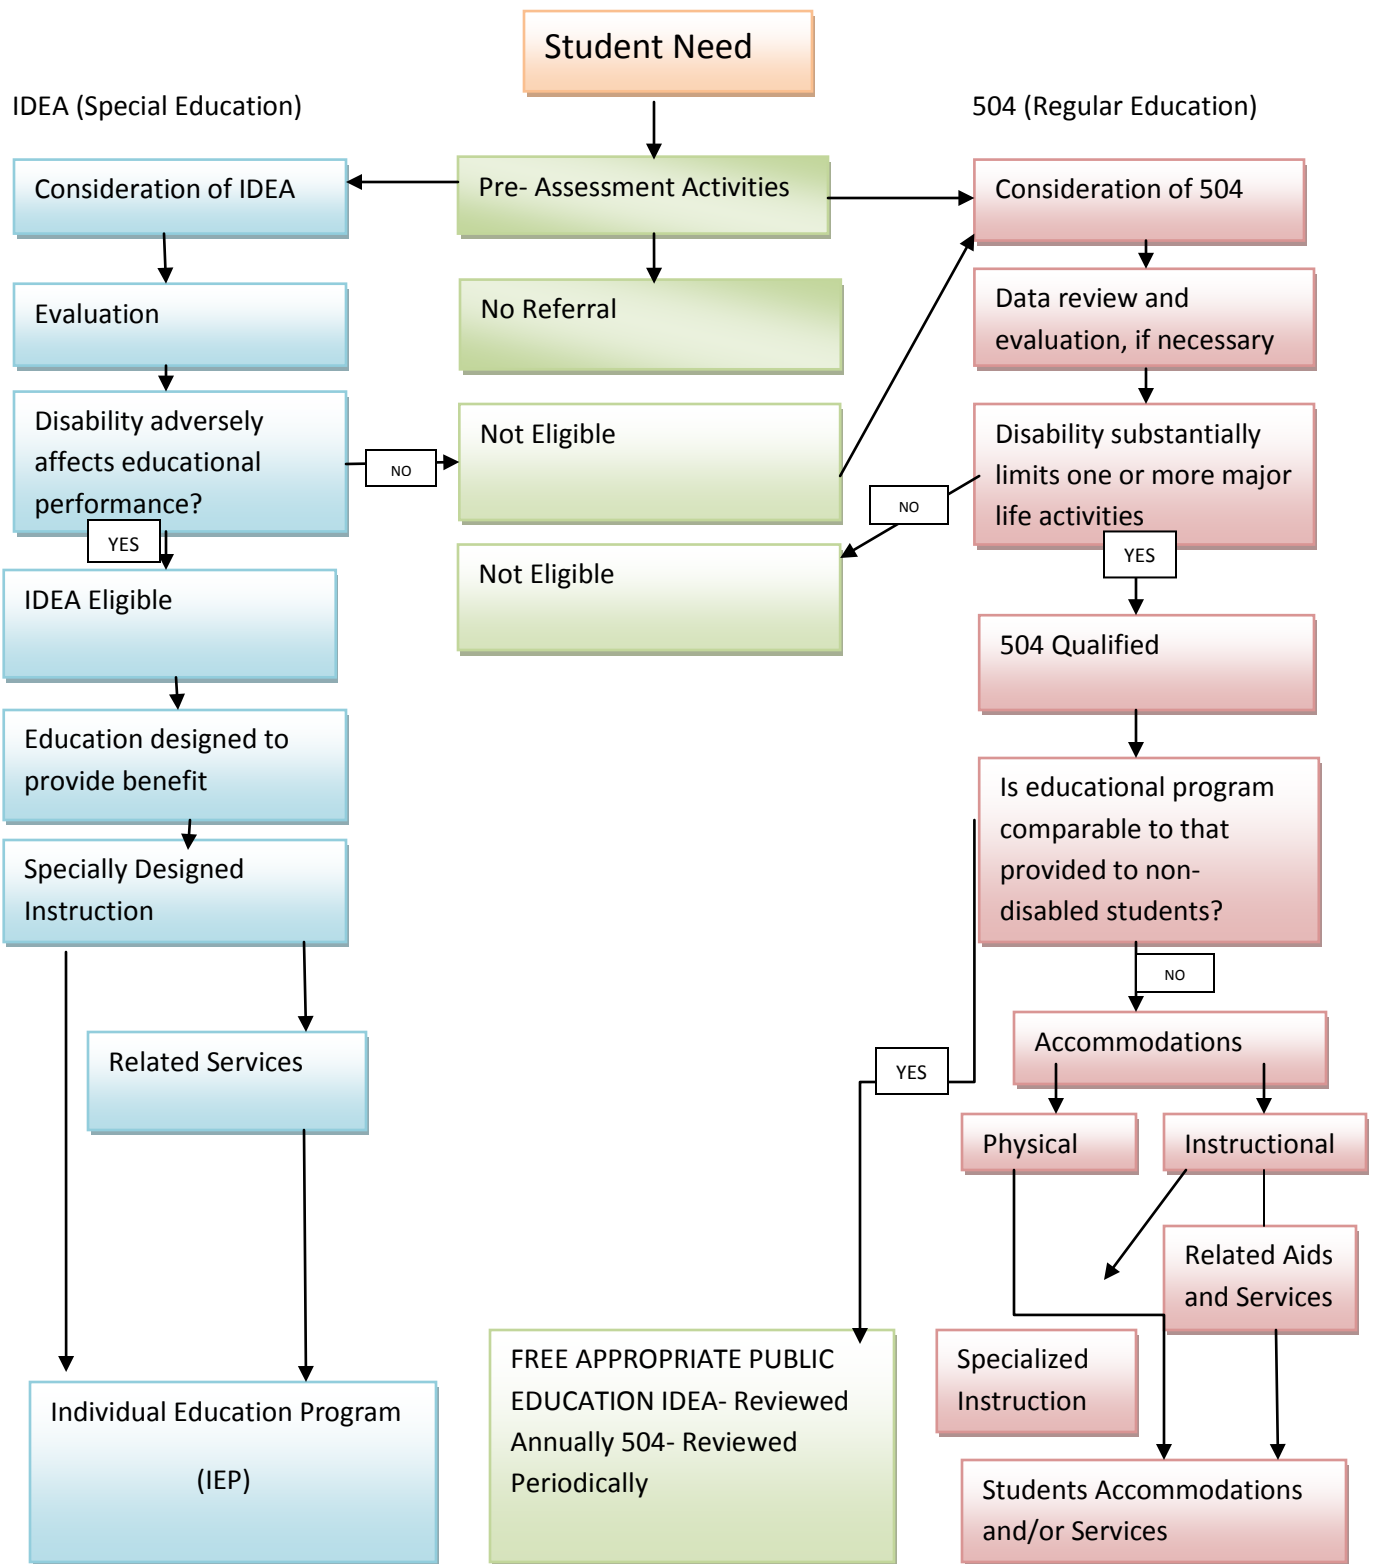 Student Need
IDEA (Special Education)
504 (Regular Education)
Consideration of IDEA
Pre- Assessment Activities
Consideration of 504
Evaluation
No Referral
Data review and
evaluation, if necessary
Disability adversely
affects educational
performance?
NO
Not Eligible
Disability substantially
limits one or more major
life activities
NO
YES
Not Eligible
YES
IDEA Eligible
504 Qualified
Education designed to
provide benefit
Is educational program
comparable to that
provided to non-
disabled students?
Specially Designed
Instruction
NO
Related Services
YES
Accommodations
Physical
Instructional
Related Aids
and Services
Individual Education Program
(IEP)
FREE APPROPRIATE PUBLIC
EDUCATION IDEA- Reviewed
Annually 504- Reviewed
Periodically
Specialized
Instruction
Students Accommodations
and/or Services